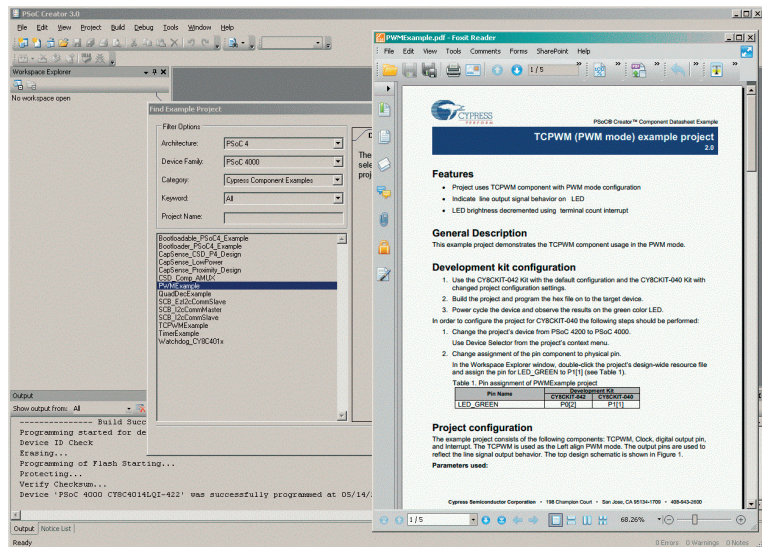 PSoC Creator 3.0
File Edit View Project Build Debug Tools Window Help
Workspace Explorer
No workspace open
Find Example Project
Filter Options
Architecture: PSoC 4
Device Family: PSoC 4000
Category: Cypress Component Examples
Keyword: All
Project Name:
The
sele
proj
Bootloadable_PSoC4_Example
Bootloader_PSoC4_Example
CapSense_CSD_P4_Design
CapSense_LowPower
CapSense_Proximity_Design
CSD_Comp_AMUX
PWMExample
QuadDecExample
SCB_EzI2cCommSlave
SCB_I2cCommMaster
SCB_I2cCommSlave
TCPWMExample
TimerExample
Watchdog_CY8C401x
Output
Show output from: All
--------------- Build Succ
Programming started for de
Device ID Check
Erasing...
Programming of Flash Starting...
Protecting...
Verify Checksum...
Device 'PSoC 4000 CY8C4014LQI-422' was successfully programmed at 05/14/
Output Notice List
Ready
0 Errors 0 Warnings 0 Notes
PWMExample.pdf - Foxit Reader
File Edit View Tools Comments Forms SharePoint Help
1 / 5
CYPRESS
PERFORM
PSoC® Creator™ Component Datasheet Example
TCPWM (PWM mode) example project
2.0
Features
• Project uses TCPWM component with PWM mode configuration
• Indicate line output signal behavior on LED
• LED brightness decremented using terminal count interrupt
General Description
This example project demonstrates the TCPWM component usage in the PWM mode.
Development kit configuration
1. Use the CY8CKIT-042 Kit with the default configuration and the CY8CKIT-040 Kit with
changed project configuration settings.
2. Build the project and program the hex file on to the target device.
3. Power cycle the device and observe the results on the green color LED.
In order to configure the project for CY8CKIT-040 the following steps should be performed:
1. Change the project's device from PSoC 4200 to PSoC 4000.
Use Device Selector from the project's context menu.
2. Change assignment of the pin component to physical pin.
In the Workspace Explorer window, double-click the project's design-wide resource file
and assign the pin for LED_GREEN to P1[1] (see Table 1).
Table 1. Pin assignment of PWMExample project
Pin Name Development Kit
CY8CKIT-042 CY8CKIT-040
LED_GREEN P0[2] P1[1]
Project configuration
The example project consists of the following components: TCPWM, Clock, digital output pin,
and Interrupt. The TCPWM is used as the Left align PWM mode. The output pins are used to
reflect the line signal output behavior. The top design schematic is shown in Figure 1.
Parameters used:
Cypress Semiconductor Corporation • 198 Champion Court • San Jose, CA 95134-1709 • 408-943-2600
1 / 5
68.26%